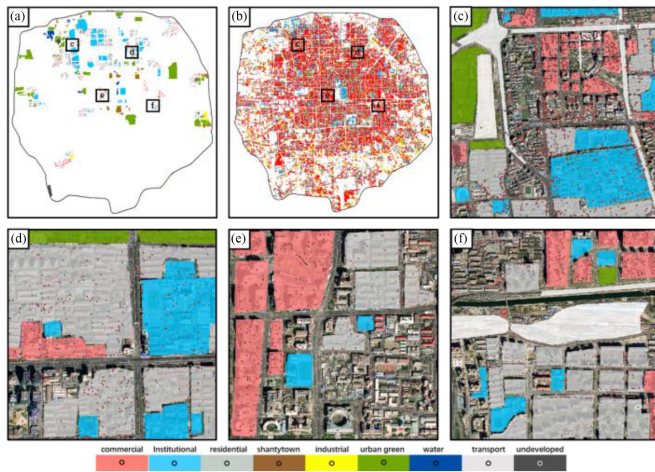 (a)
(b)
(c)
c
d
e
f
(d)
(e)
(f)
commercial Institutional residential shantytown industrial urban green water transport undeveloped